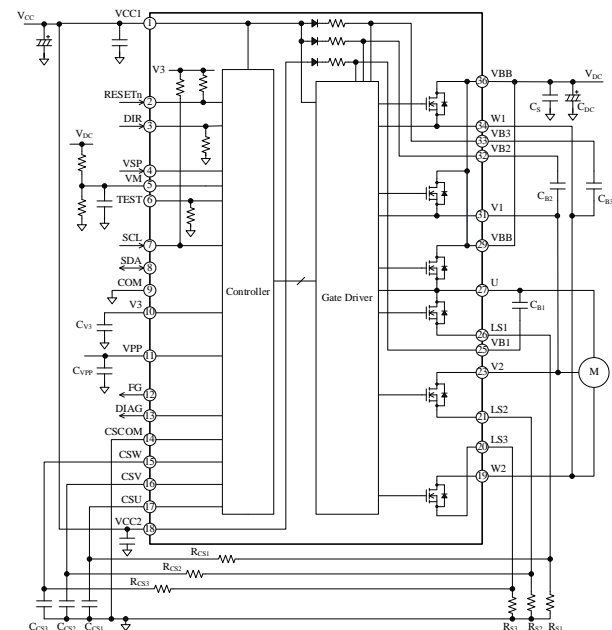 VCC
VCC1
1
V3
RESETn
2
DIR
3
VDC
VSP
4
VM
5
TEST
6
SCL
7
SDA
8
COM
9
V3
10
CV3
VPP
11
CVPP
FG
12
DIAG
13
CSCOM
14
CSW
15
CSV
16
CSU
17
VCC2
18
Controller
Gate Driver
36
VBB
VDC
CS
CDC
34
W1
33
VB3
32
VB2
CB2
CB3
31
V1
29
VBB
27
U
CB1
26
LS1
25
VB1
23
V2
M
21
LS2
20
LS3
19
W2
RCS1
RCS2
RCS3
CCS3
CCS2
CCS1
RS3
RS2
RS1